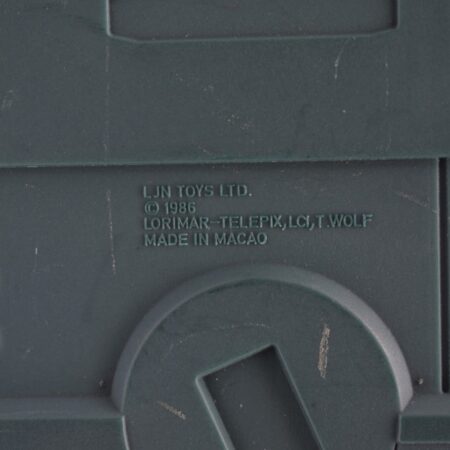 LJN TOYS LTD.
© 1986
LORIMAR-TELEPIX, LCI, T. WOLF
MADE IN MACAO